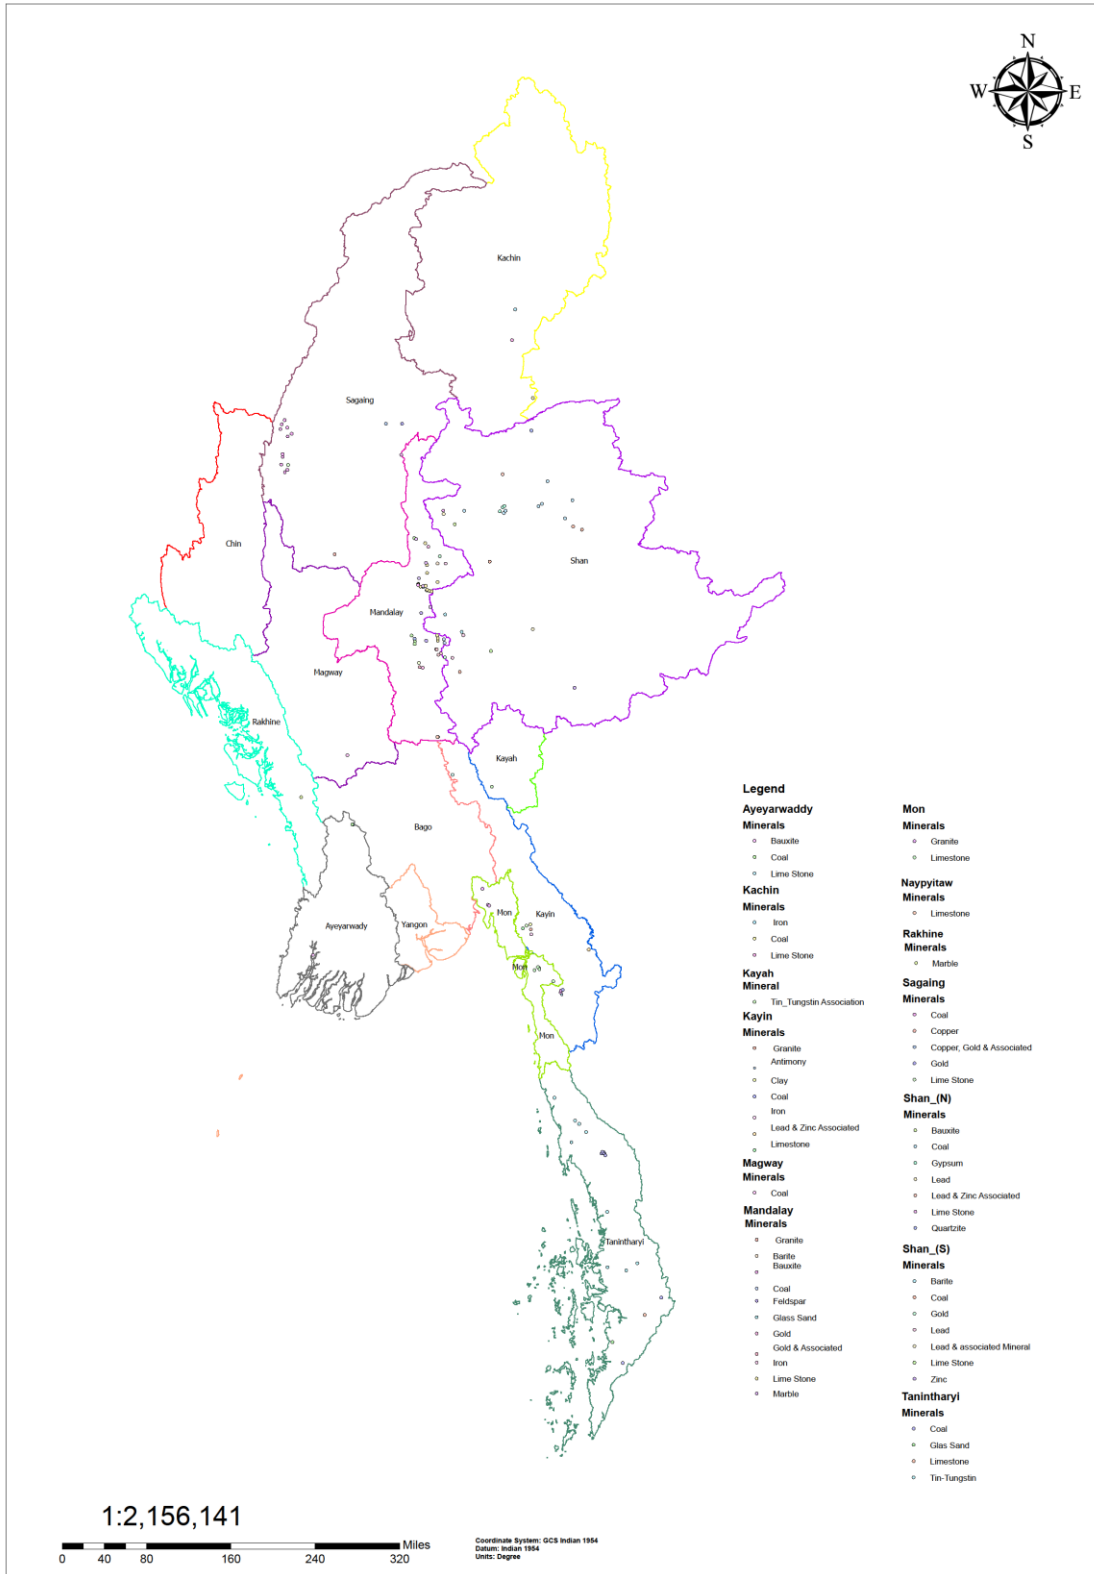 N
W
E
S
Kachin
Sagaing
Chin
Shan
Mandalay
Magway
Rakhine
Kayah
Bago
Ayeyarwady
Yangon
Mon
Kayin
Mon
Mon
Tanintharyi
Legend
Ayeyarwaddy
Minerals
Bauxite
Coal
Lime Stone
Kachin
Minerals
Iron
Coal
Lime Stone
Kayah
Mineral
Tin_Tungstin Association
Kayin
Minerals
Granite
Antimony
Clay
Coal
Iron
Lead & Zinc Associated
Limestone
Magway
Minerals
Coal
Mandalay
Minerals
Granite
Barite
Bauxite
Coal
Feldspar
Glass Sand
Gold
Gold & Associated
Iron
Lime Stone
Marble
Mon
Minerals
Granite
Limestone
Naypyitaw
Minerals
Limestone
Rakhine
Minerals
Marble
Sagaing
Minerals
Coal
Copper
Copper, Gold & Associated
Gold
Lime Stone
Shan_(N)
Minerals
Bauxite
Coal
Gypsum
Lead
Lead & Zinc Associated
Lime Stone
Quartzite
Shan_(S)
Minerals
Barite
Coal
Gold
Lead
Lead & associated Mineral
Lime Stone
Zinc
Tanintharyi
Minerals
Coal
Glas Sand
Limestone
Tin-Tungstin
1:2,156,141
Miles
0 40 80 160 240 320
Coordinate System: GCS Indian 1954
Datum: Indian 1954
Units: Degree